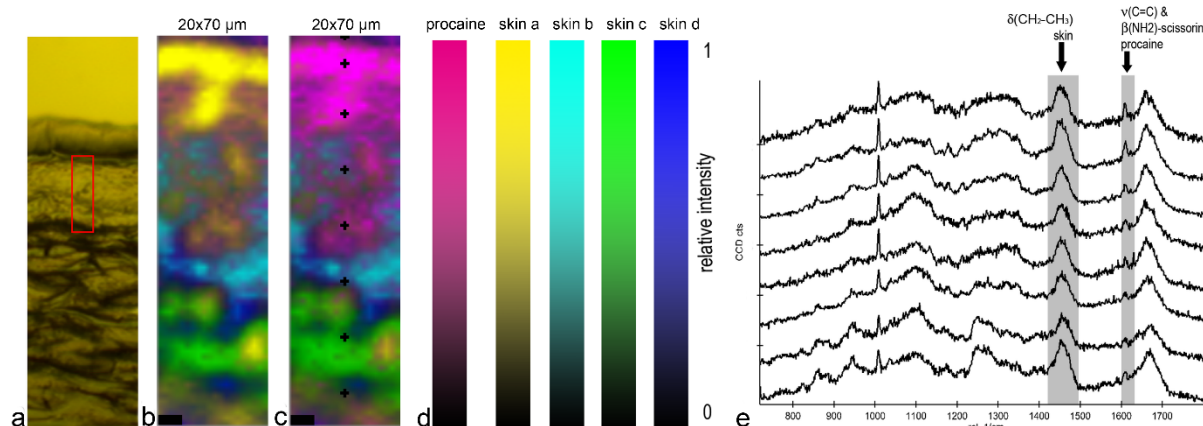 20x70 µm
20x70 µm
procaine
skin a
skin b
skin c
skin d
1
relative intensity
0
a
b
c
d
δ(CH₂-CH₃)
skin
ν(C=C) &
β(NH2)-scissoring
procaine
CCD cts
800
900
1000
1100
1200
1300
1400
1500
1600
1700
e